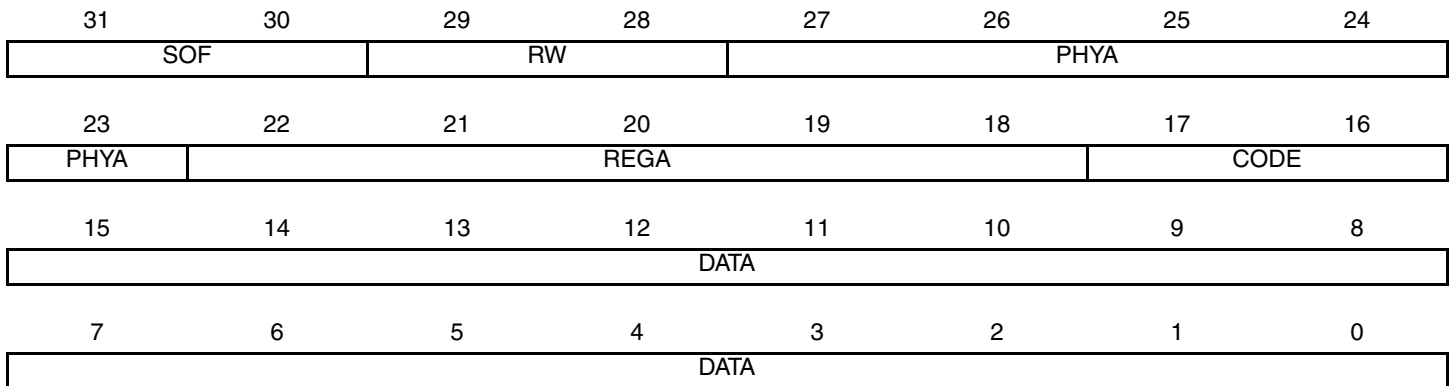 31 30 29 28 27 26 25 24
SOF RW PHYA
23 22 21 20 19 18 17 16
PHYA REGA CODE
15 14 13 12 11 10 9 8
DATA
7 6 5 4 3 2 1 0
DATA